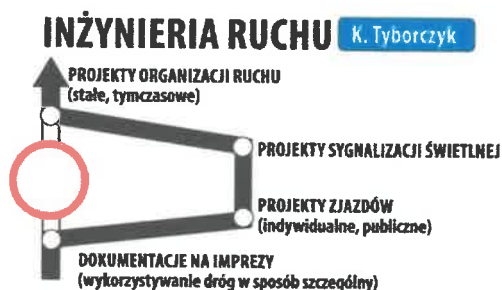 INŻYNIERIA RUCHU K. Tyborczyk
PROJEKTY ORGANIZACJI RUCHU
(stałe, tymczasowe)
PROJEKTY SYGNALIZACJI ŚWIETLNEJ
PROJEKTY ZJAZDÓW
(indywidualne, publiczne)
DOKUMENTACJE NA IMPREZY
(wykorzystywanie dróg w sposób szczególny)